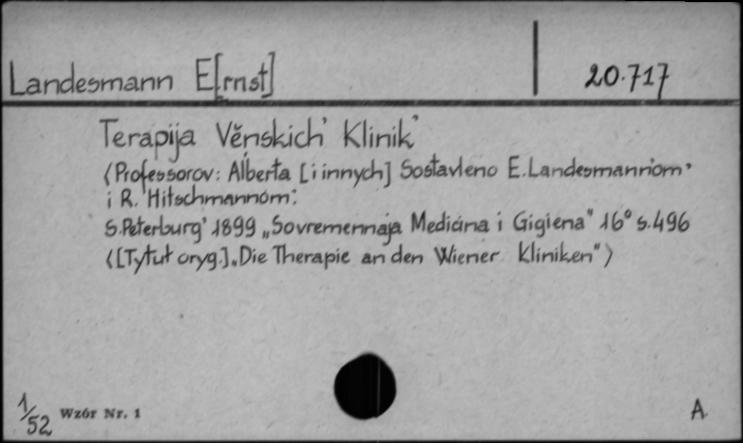 Landesmann E[rnst] 20.717
Terapija Věnskich' Klinik'
(Professorov: Alberta [i innych] Sostavleno E. Landesmannom'
i R. Hitschmannom:
S.Peterburg' 1899 „Sovremennaja Medicina i Gigiena" 16° s.496
([Tytuł oryg.] „Die Therapie an den Wiener Kliniken")
1/52 Wzór Nr. 1 A.